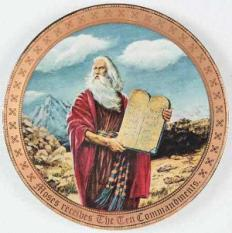 Moses receives The Ten Commandments.